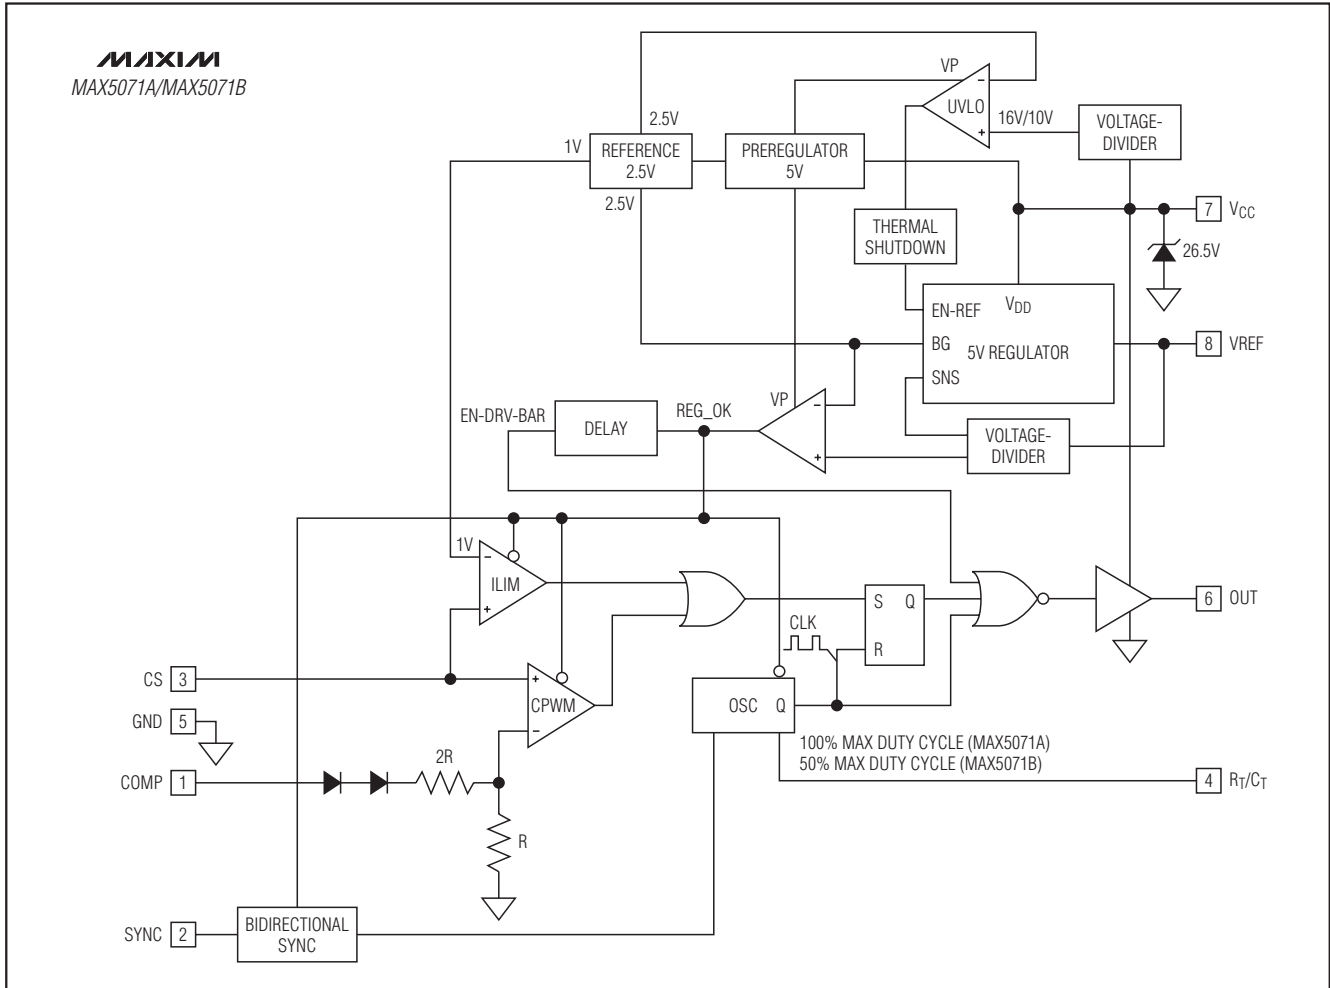 MAXIM
MAX5071A/MAX5071B
VP
−
UVLO
+
16V/10V
VOLTAGE-
DIVIDER
2.5V
1V
REFERENCE
2.5V
PREREGULATOR
5V
2.5V
THERMAL
SHUTDOWN
7
VCC
26.5V
EN-REF
VDD
BG
5V REGULATOR
SNS
8
VREF
VP
−
+
EN-DRV-BAR
DELAY
REG_OK
VOLTAGE-
DIVIDER
1V
−
ILIM
+
S
Q
R
CLK
6
OUT
CS
3
+
CPWM
−
OSC
Q
GND
5
100% MAX DUTY CYCLE (MAX5071A)
50% MAX DUTY CYCLE (MAX5071B)
COMP
1
2R
4
RT/CT
R
SYNC
2
BIDIRECTIONAL
SYNC